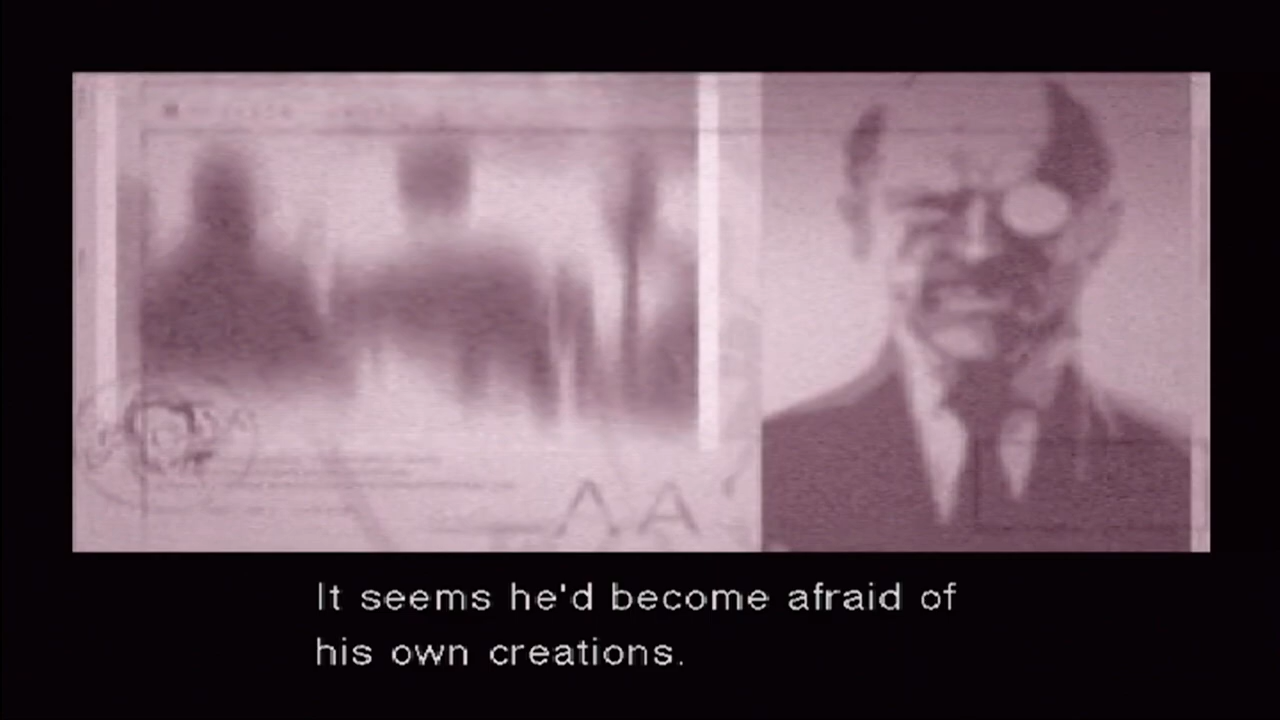 It seems he'd become afraid of
his own creations.